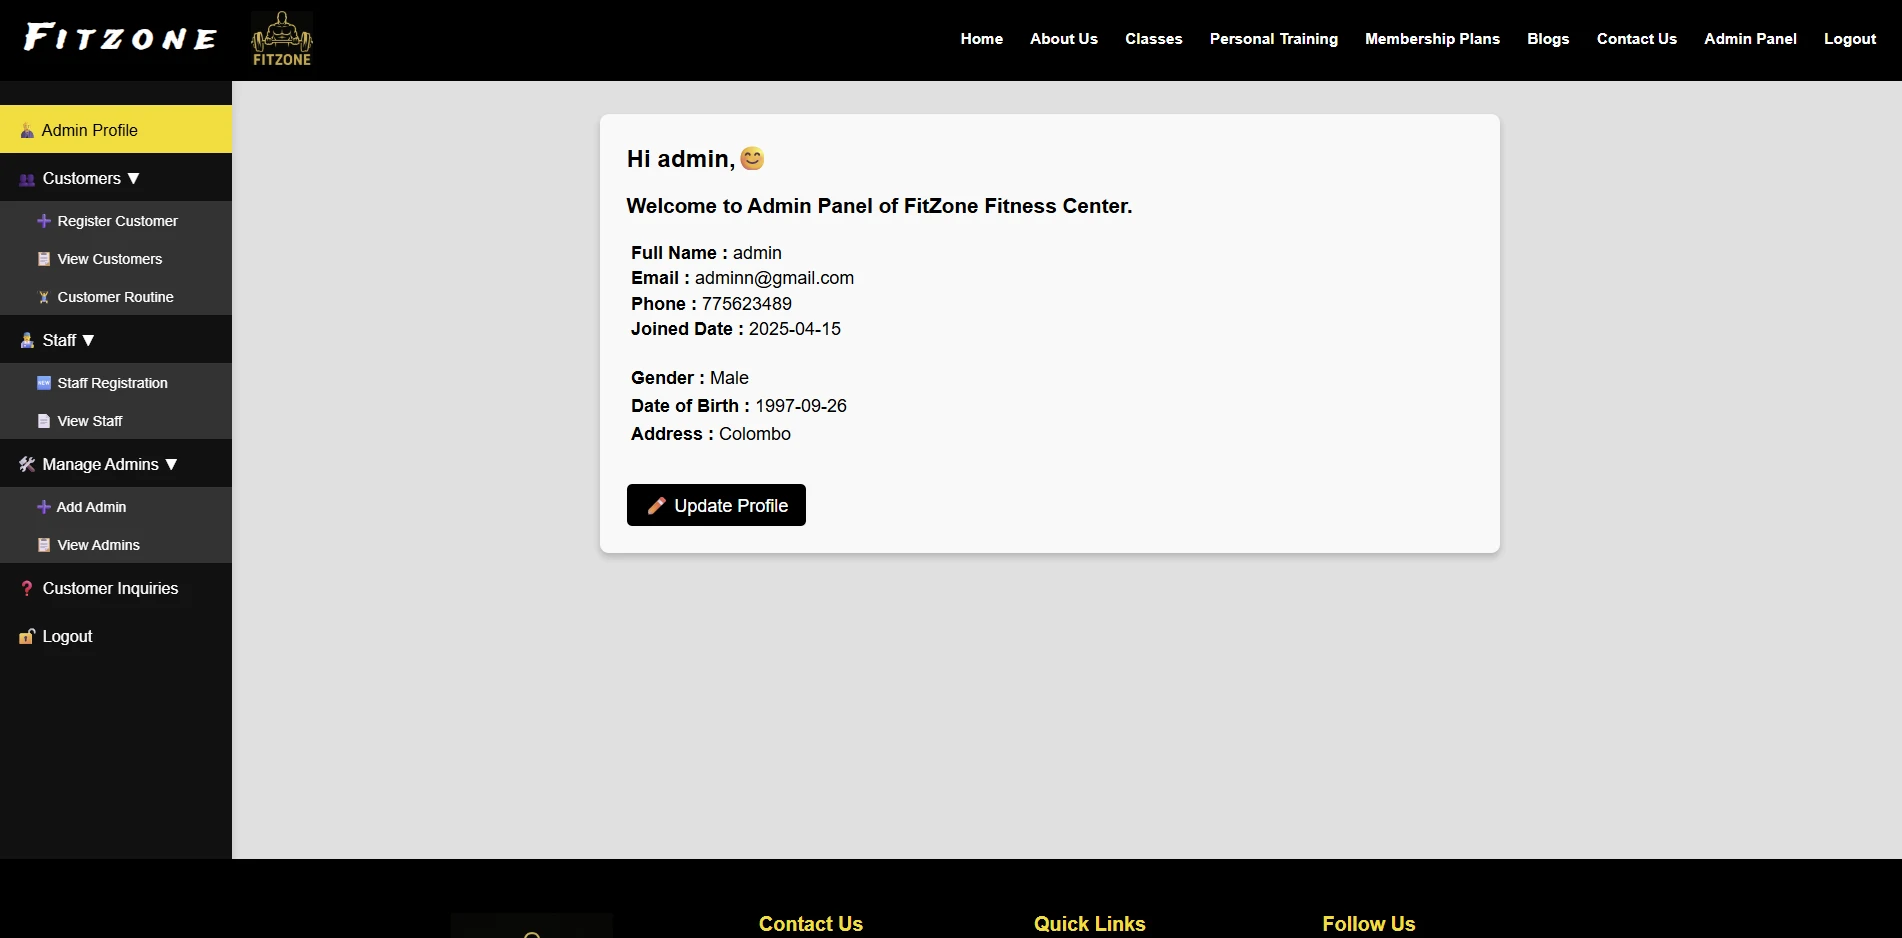 FITZONE
FITZONE
Home About Us Classes Personal Training Membership Plans Blogs Contact Us Admin Panel Logout
Admin Profile
Customers ▼
Register Customer
View Customers
Customer Routine
Staff ▼
NEW Staff Registration
View Staff
Manage Admins ▼
Add Admin
View Admins
Customer Inquiries
Logout
Hi admin,😊
Welcome to Admin Panel of FitZone Fitness Center.
Full Name : admin
Email : adminn@gmail.com
Phone : 775623489
Joined Date : 2025-04-15
Gender : Male
Date of Birth : 1997-09-26
Address : Colombo
Update Profile
Contact Us Quick Links Follow Us